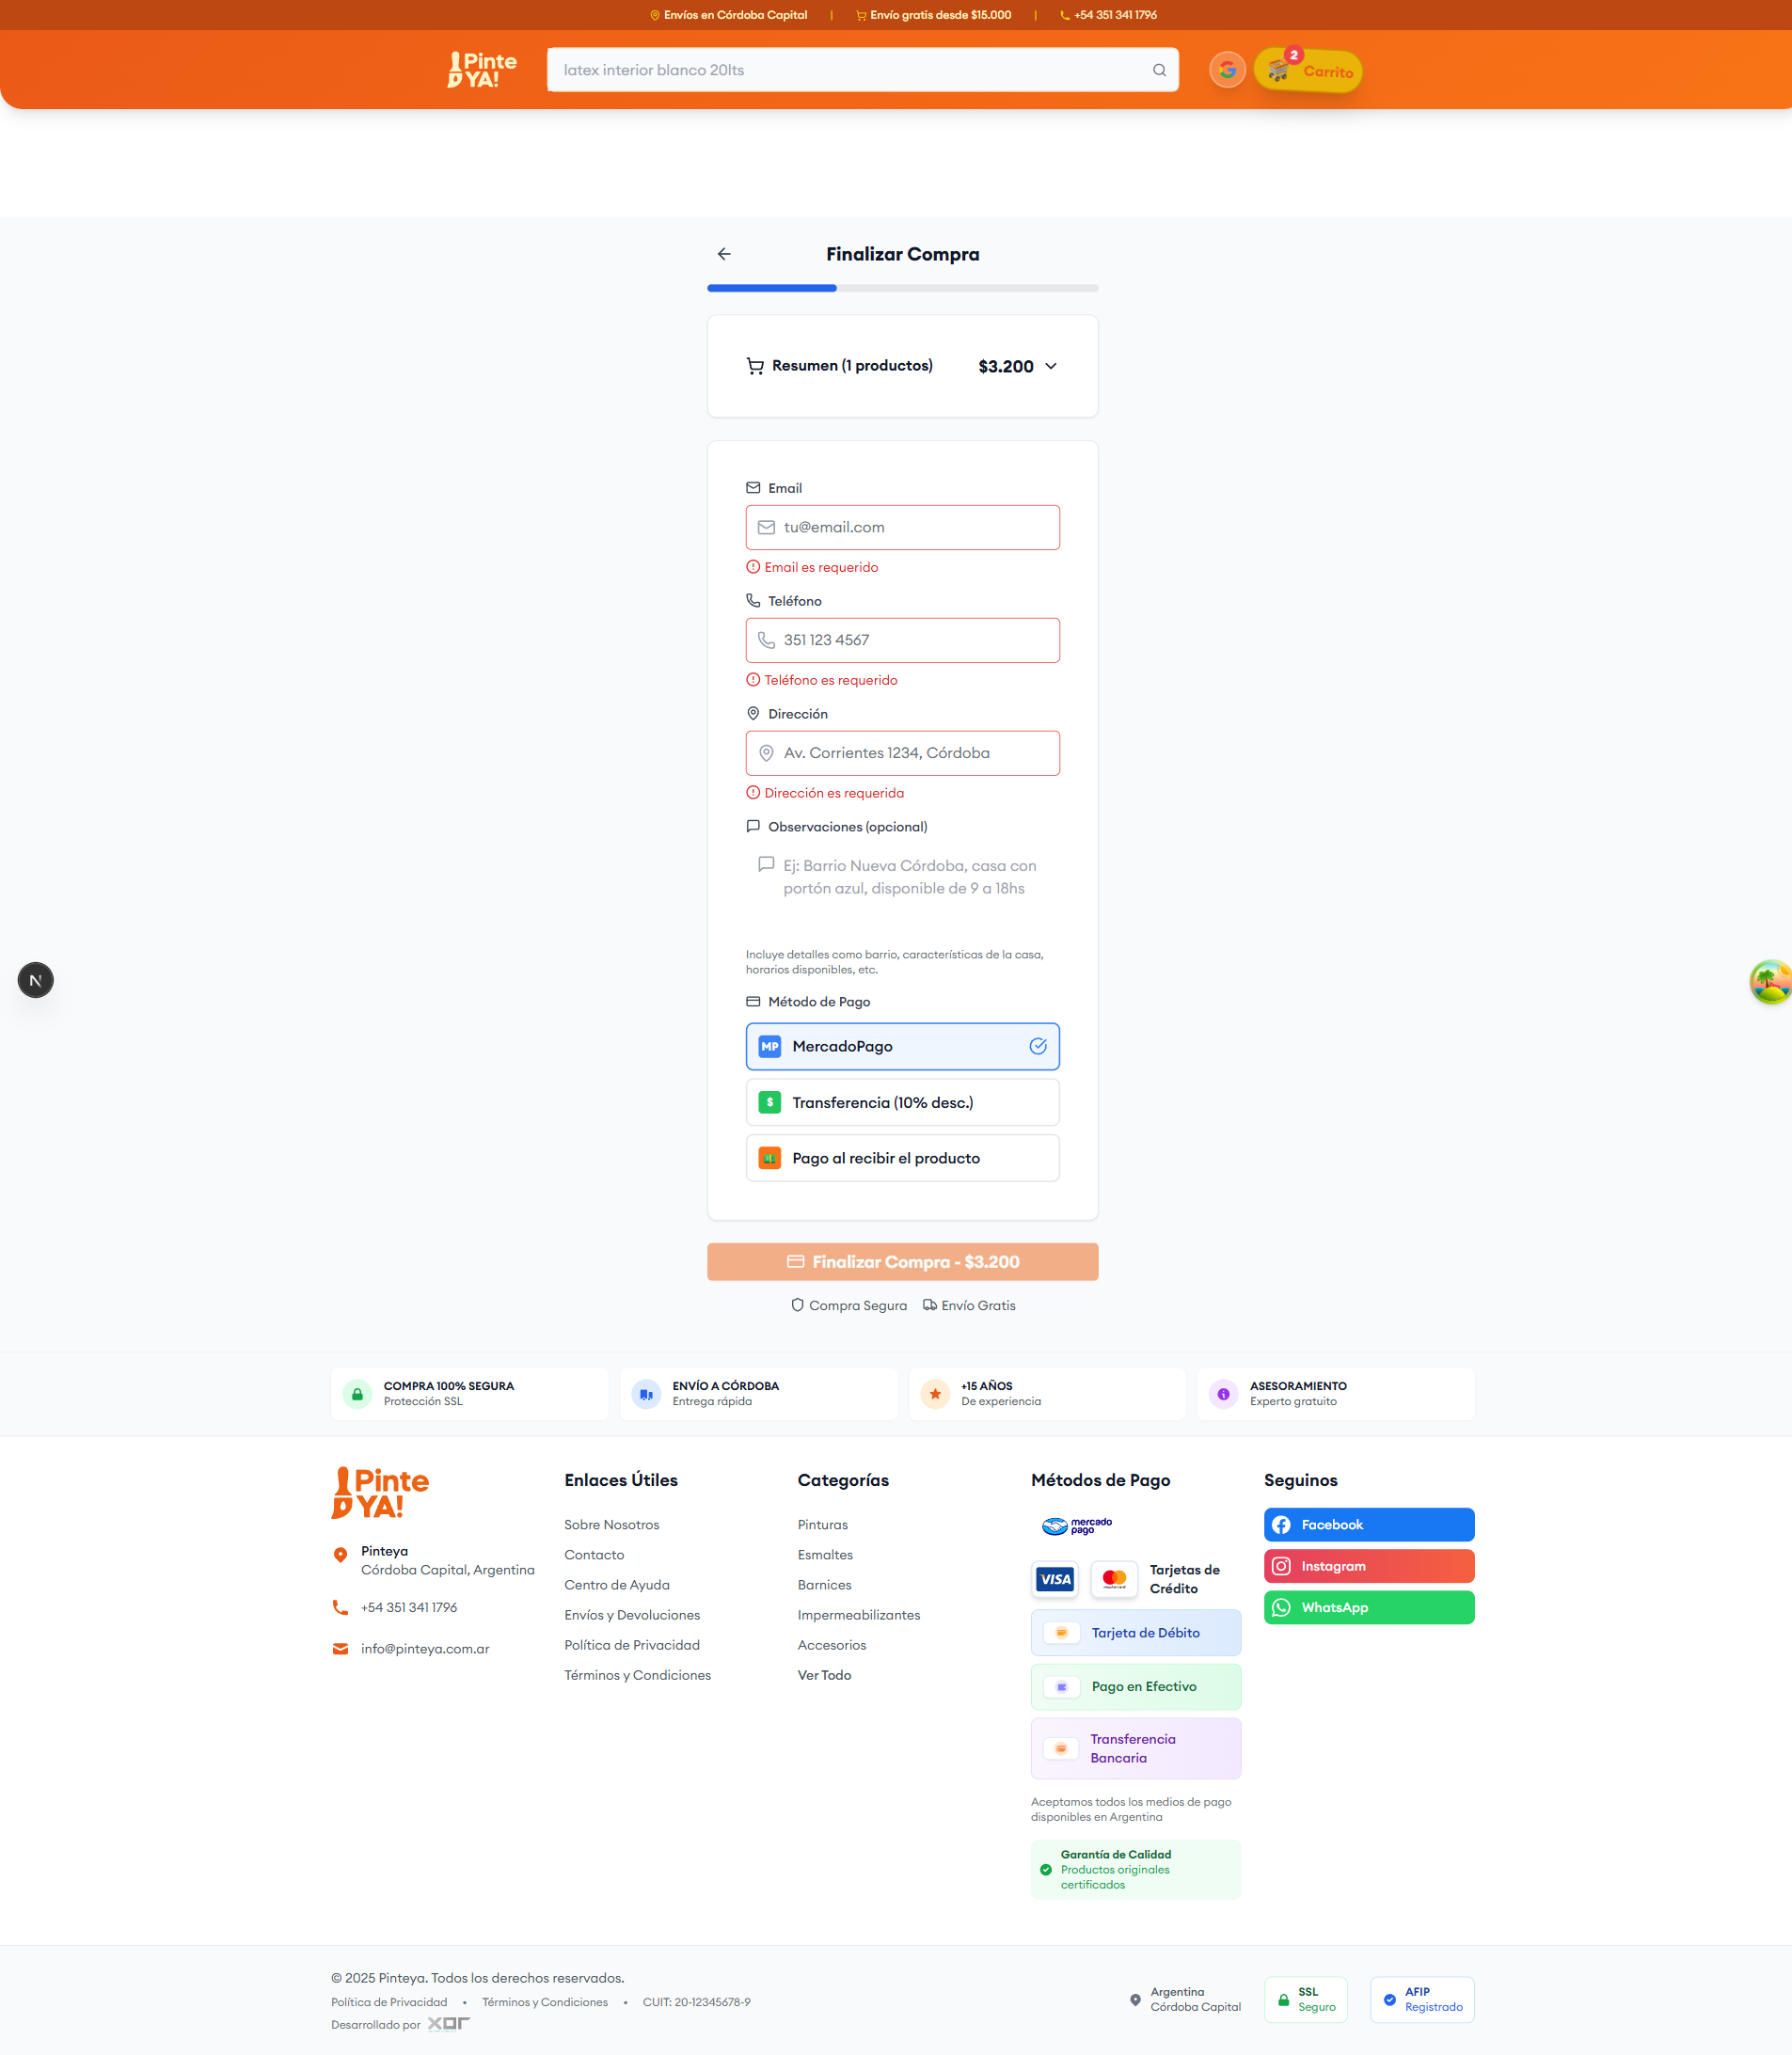 Envíos en Córdoba Capital | Envío gratis desde $15.000 | +54 351 341 1796
Pinte
YA!
latex interior blanco 20lts
2
Carrito
Finalizar Compra
Resumen (1 productos) $3.200
Email
tu@email.com
Email es requerido
Teléfono
351 123 4567
Teléfono es requerido
Dirección
Av. Corrientes 1234, Córdoba
Dirección es requerida
Observaciones (opcional)
Ej: Barrio Nueva Córdoba, casa con
portón azul, disponible de 9 a 18hs
Incluye detalles como barrio, características de la casa,
horarios disponibles, etc.
N
Método de Pago
MP MercadoPago
$ Transferencia (10% desc.)
Pago al recibir el producto
Finalizar Compra - $3.200
Compra Segura Envío Gratis
COMPRA 100% SEGURA
Protección SSL
ENVÍO A CÓRDOBA
Entrega rápida
+15 AÑOS
De experiencia
ASESORAMIENTO
Experto gratuito
Pinte
YA!
Pinteya
Córdoba Capital, Argentina
+54 351 341 1796
info@pinteya.com.ar
Enlaces Útiles
Sobre Nosotros
Contacto
Centro de Ayuda
Envíos y Devoluciones
Política de Privacidad
Términos y Condiciones
Categorías
Pinturas
Esmaltes
Barnices
Impermeabilizantes
Accesorios
Ver Todo
Métodos de Pago
mercado
pago
VISA
Tarjetas de
Crédito
Tarjeta de Débito
Pago en Efectivo
Transferencia
Bancaria
Aceptamos todos los medios de pago
disponibles en Argentina
Garantía de Calidad
Productos originales
certificados
Seguinos
Facebook
Instagram
WhatsApp
© 2025 Pinteya. Todos los derechos reservados.
Política de Privacidad • Términos y Condiciones • CUIT: 20-12345678-9
Desarrollado por xor
Argentina
Córdoba Capital
SSL
Seguro
AFIP
Registrado